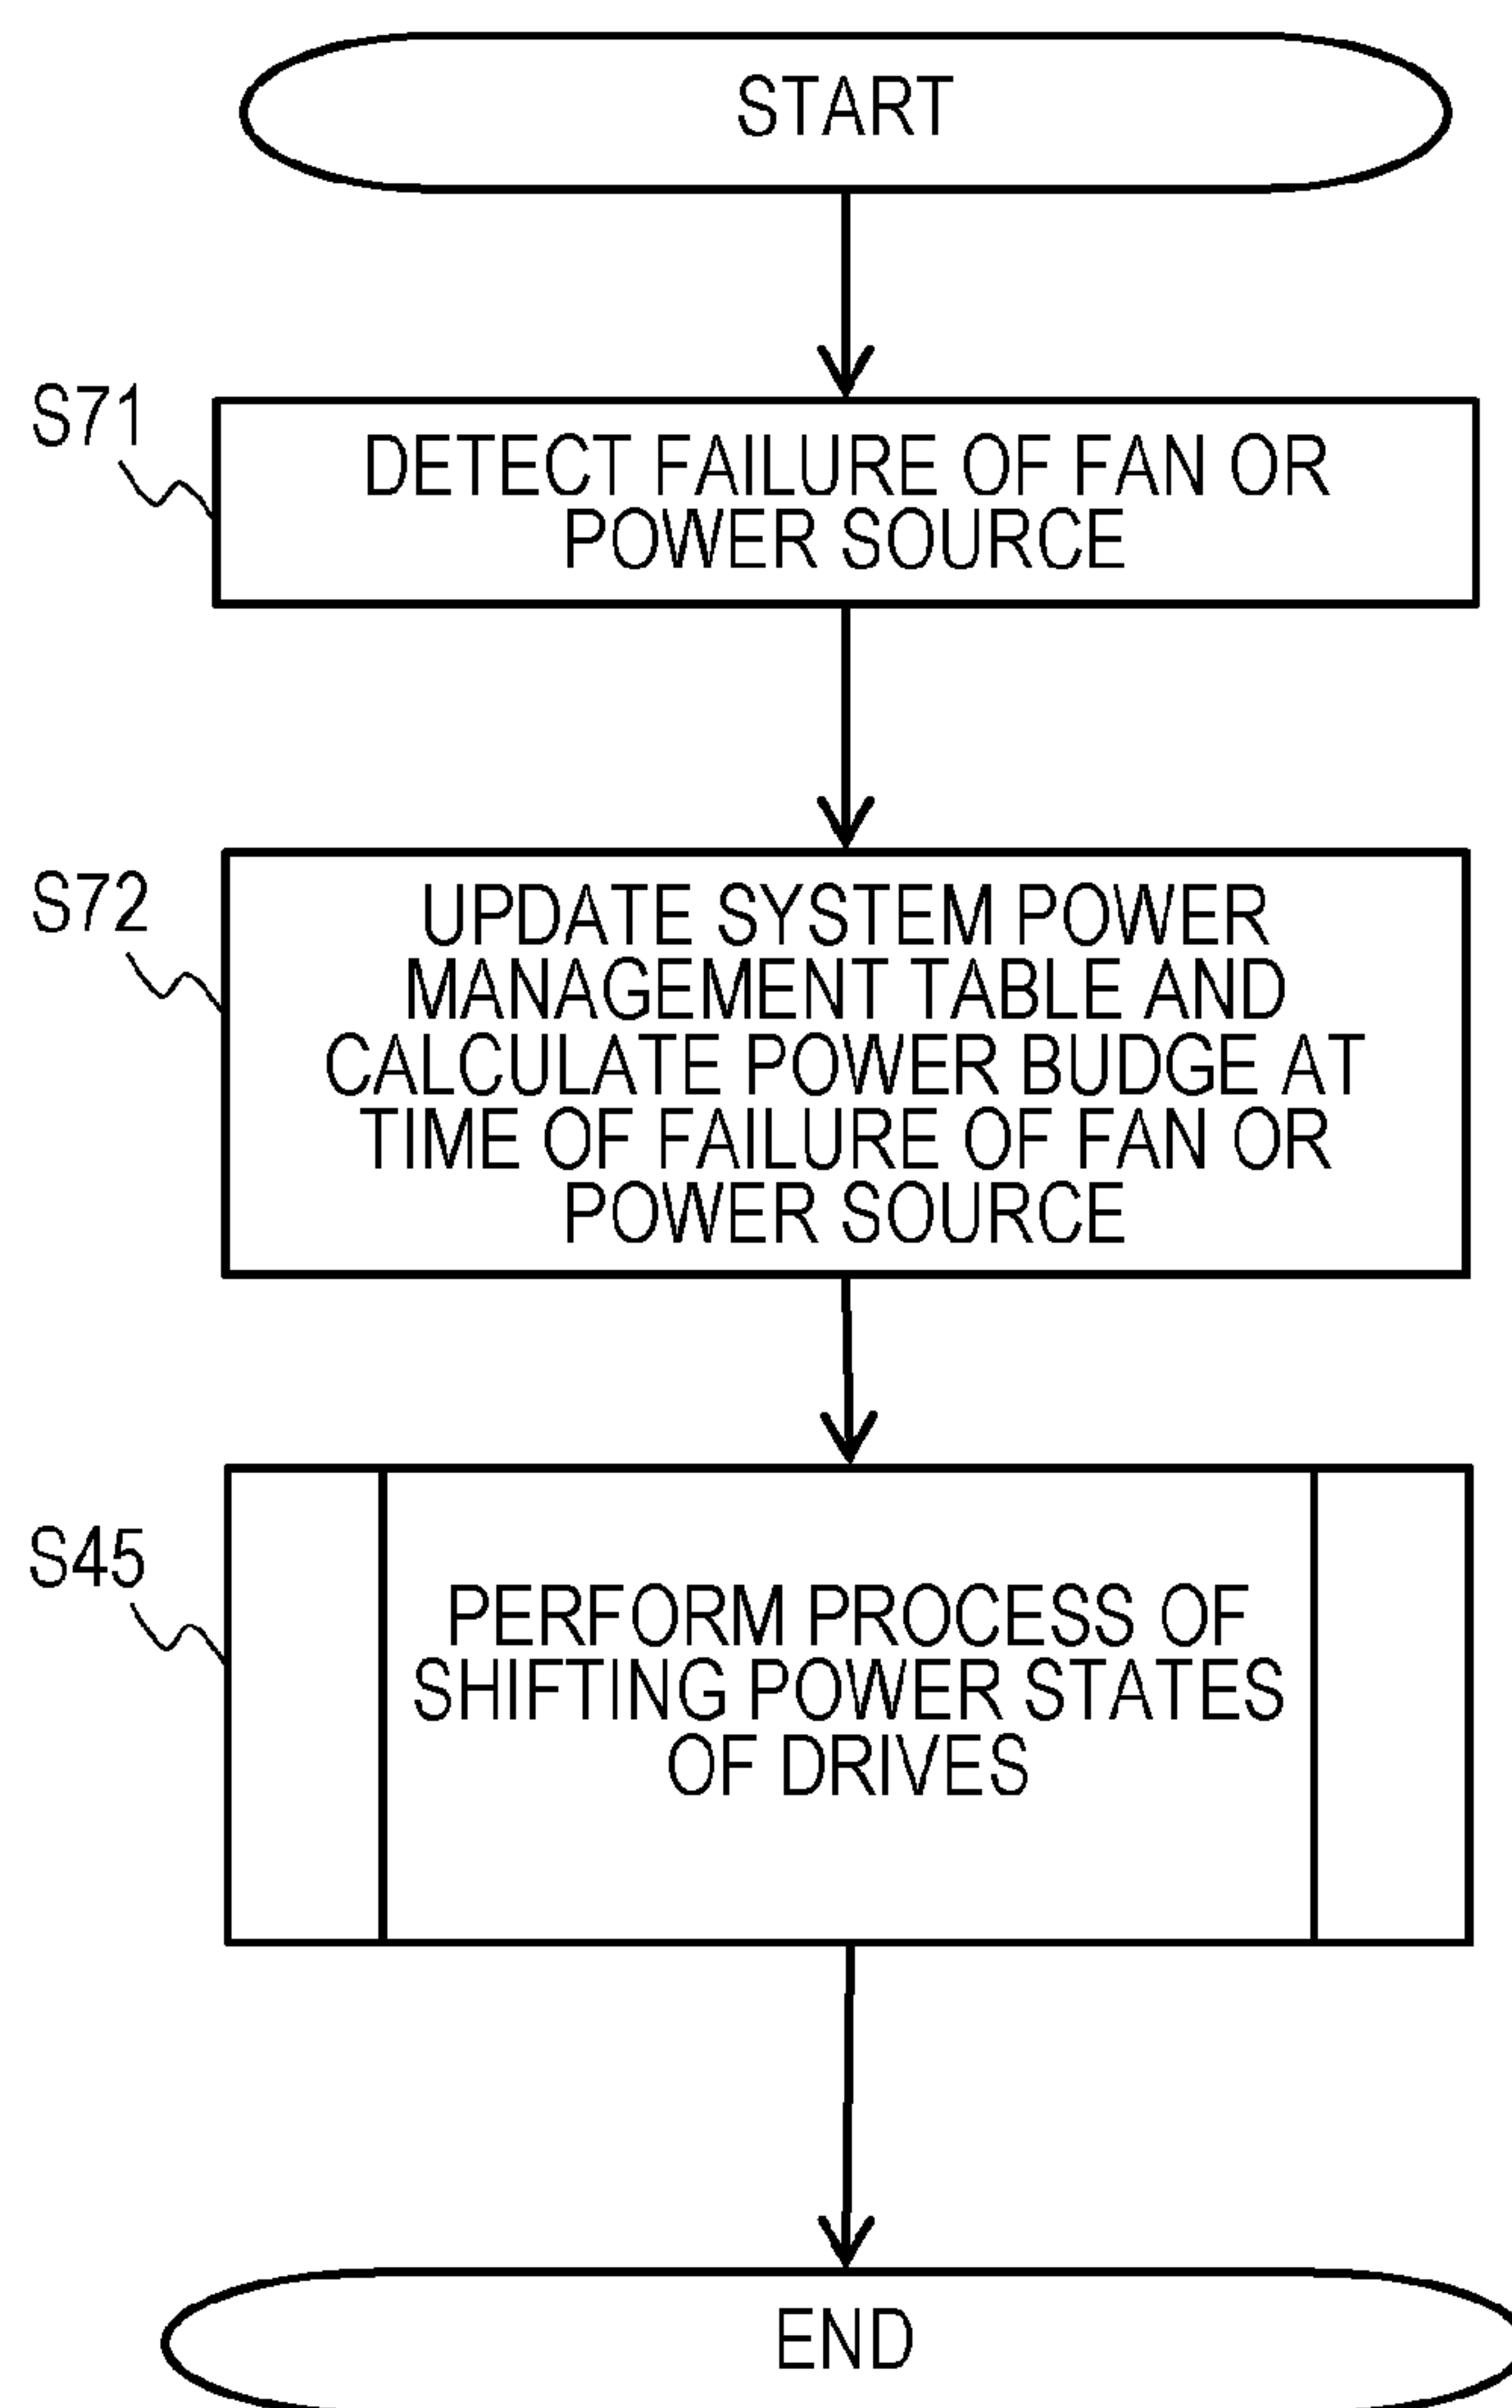 START
S71
DETECT FAILURE OF FAN OR
POWER SOURCE
S72
UPDATE SYSTEM POWER
MANAGEMENT TABLE AND
CALCULATE POWER BUDGE AT
TIME OF FAILURE OF FAN OR
POWER SOURCE
S45
PERFORM PROCESS OF
SHIFTING POWER STATES
OF DRIVES
END